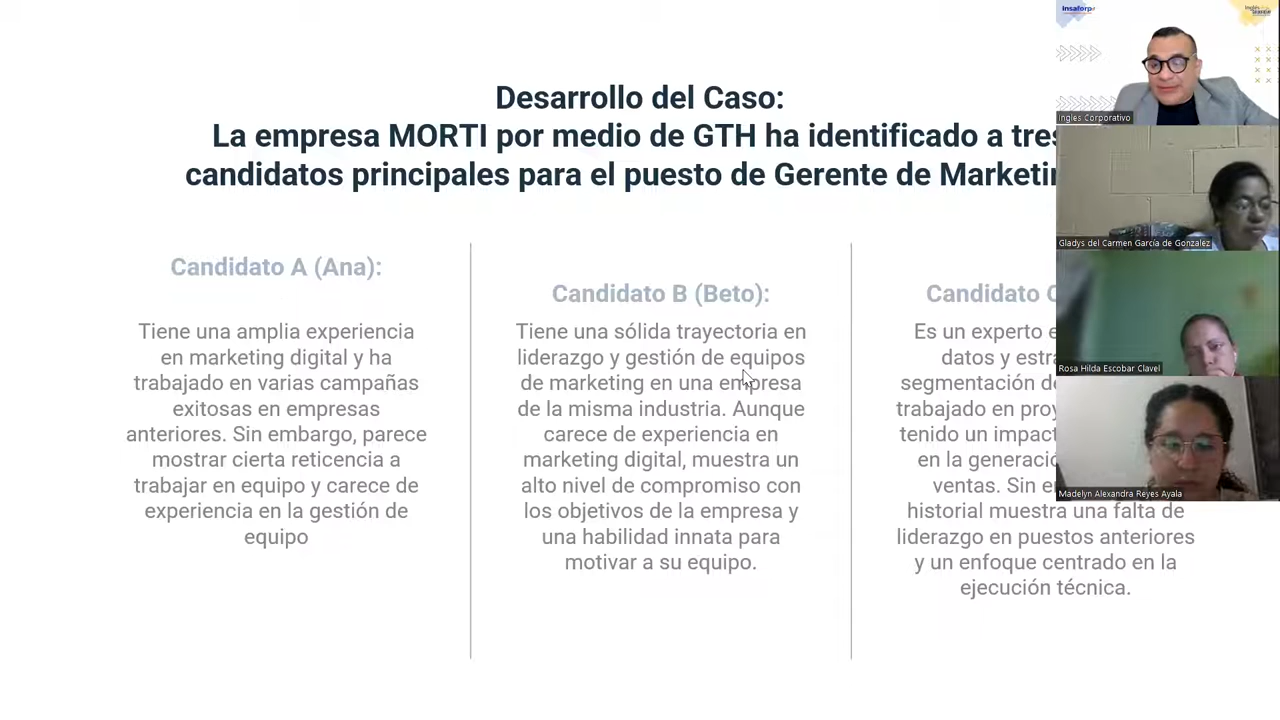 Desarrollo del Caso:
La empresa MORTI por medio de GTH ha identificado a tres
candidatos principales para el puesto de Gerente de
Candidato A (Ana):
Tiene una amplia experiencia
en marketing digital y ha
trabajado en varias campañas
exitosas en empresas
anteriores. Sin embargo, parece
mostrar cierta reticencia a
trabajar en equipo y carece de
experiencia en la gestión de
equipo
Candidato B (Beto):
Tiene una sólida trayectoria en
liderazgo y gestión de equipos
de marketing en una empresa
de la misma industria. Aunque
carece de experiencia en
marketing digital, muestra un
alto nivel de compromiso con
los objetivos de la empresa y
una habilidad innata para
motivar a su equipo.
Candidato
Es un experto
datos y
segmentación
trabajado en
tenido un
en la
ventas. Sin
historial muestra una falta de
liderazgo en puestos anteriores
y un enfoque centrado en la
ejecución técnica.
insaforp
Ingles Corporativo
Gladys del Carmen García de Gonzalez
Rosa Hilda Escobar Clavel
Madelyn Alexandra Reyes Ayala